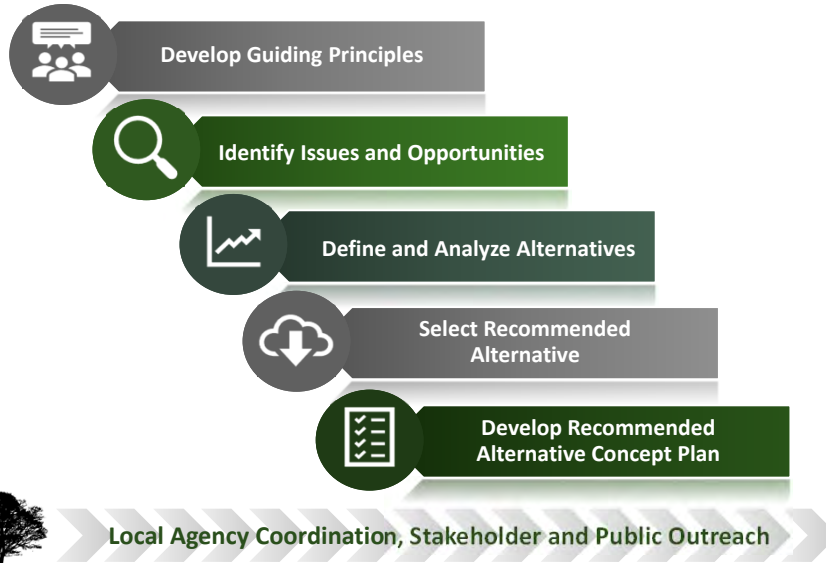 Develop Guiding Principles
Identify Issues and Opportunities
Define and Analyze Alternatives
Select Recommended
Alternative
Develop Recommended
Alternative Concept Plan
Local Agency Coordination, Stakeholder and Public Outreach